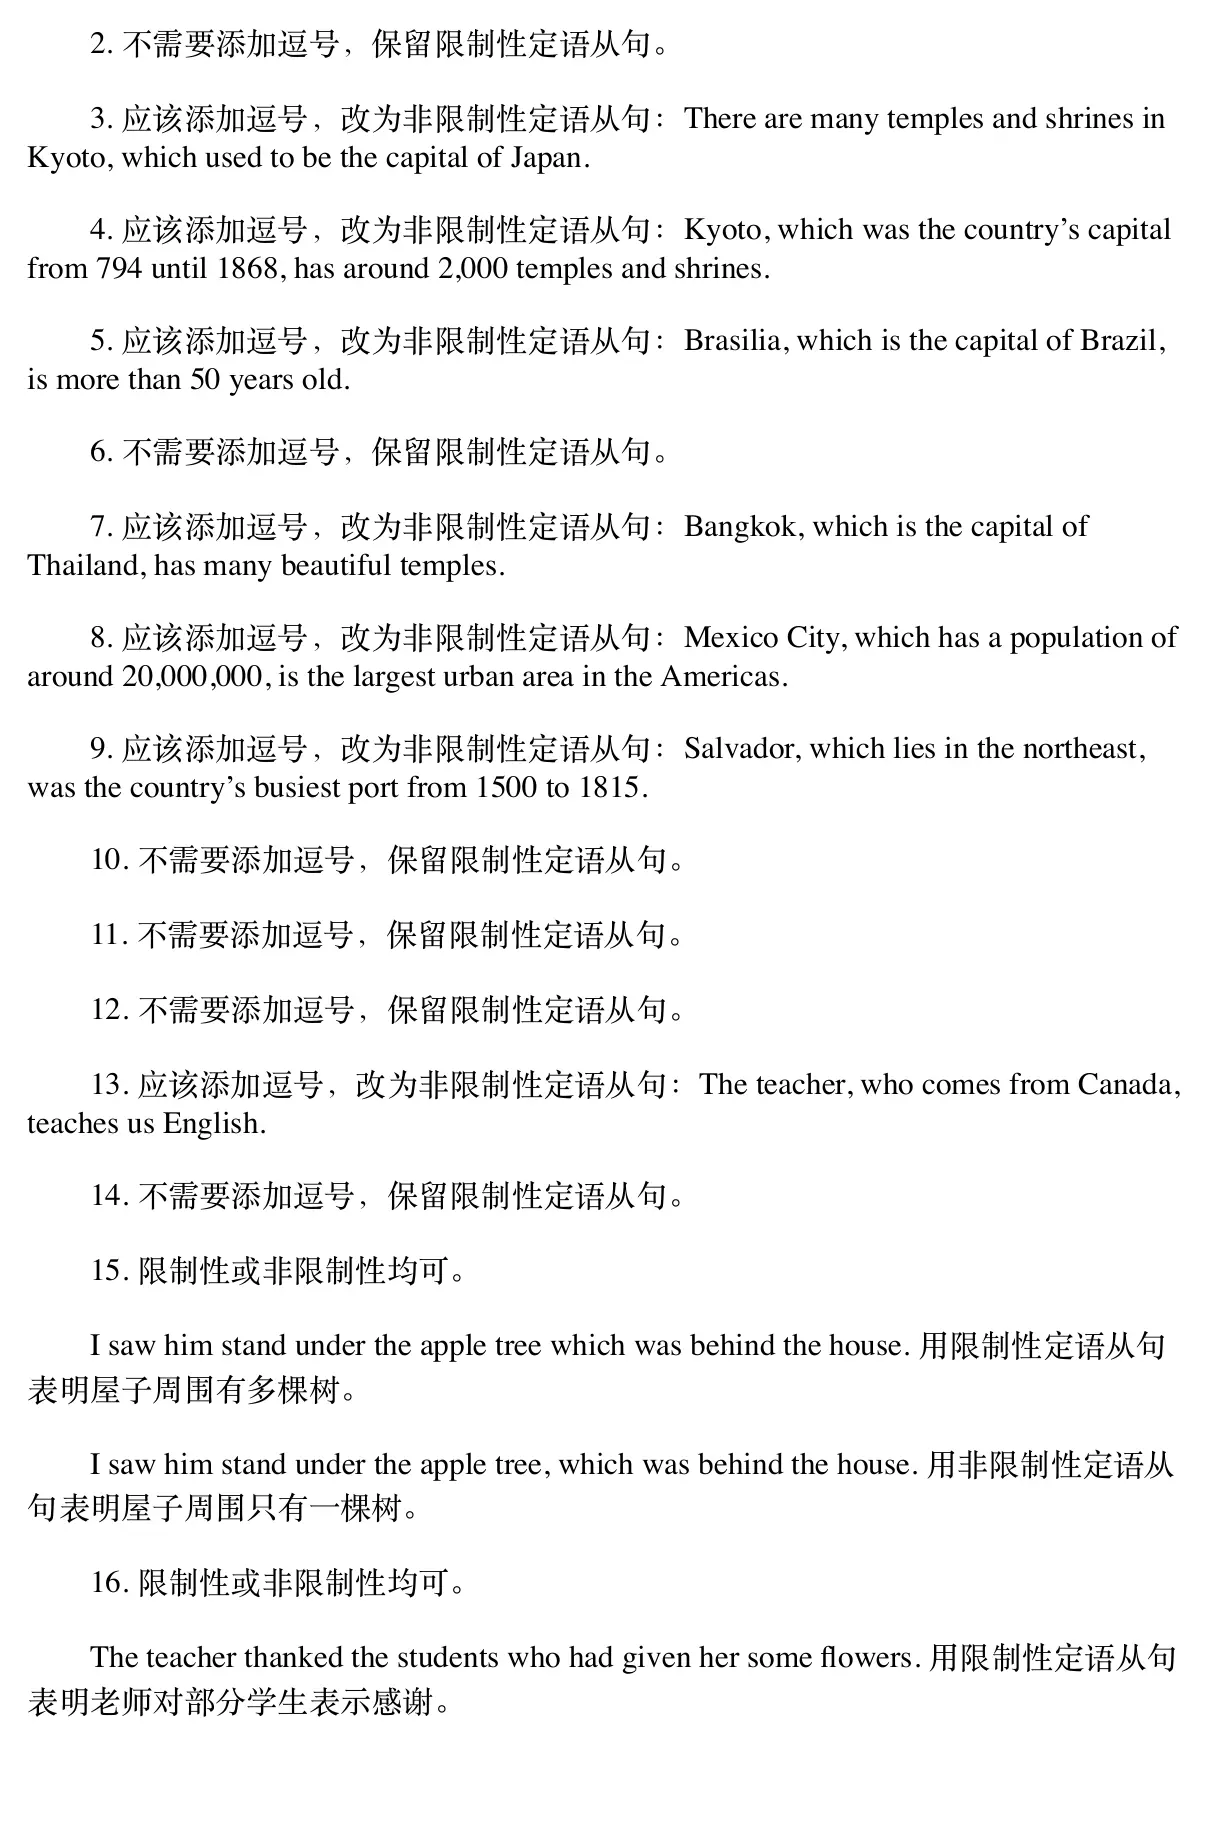 2. 不需要添加逗号，保留限制性定语从句。
3. 应该添加逗号，改为非限制性定语从句：There are many temples and shrines in
Kyoto, which used to be the capital of Japan.
4. 应该添加逗号，改为非限制性定语从句：Kyoto, which was the country’s capital
from 794 until 1868, has around 2,000 temples and shrines.
5. 应该添加逗号，改为非限制性定语从句：Brasilia, which is the capital of Brazil,
is more than 50 years old.
6. 不需要添加逗号，保留限制性定语从句。
7. 应该添加逗号，改为非限制性定语从句：Bangkok, which is the capital of
Thailand, has many beautiful temples.
8. 应该添加逗号，改为非限制性定语从句：Mexico City, which has a population of
around 20,000,000, is the largest urban area in the Americas.
9. 应该添加逗号，改为非限制性定语从句：Salvador, which lies in the northeast,
was the country’s busiest port from 1500 to 1815.
10. 不需要添加逗号，保留限制性定语从句。
11. 不需要添加逗号，保留限制性定语从句。
12. 不需要添加逗号，保留限制性定语从句。
13. 应该添加逗号，改为非限制性定语从句：The teacher, who comes from Canada,
teaches us English.
14. 不需要添加逗号，保留限制性定语从句。
15. 限制性或非限制性均可。
I saw him stand under the apple tree which was behind the house. 用限制性定语从句
表明屋子周围有多棵树。
I saw him stand under the apple tree, which was behind the house. 用非限制性定语从
句表明屋子周围只有一棵树。
16. 限制性或非限制性均可。
The teacher thanked the students who had given her some flowers. 用限制性定语从句
表明老师对部分学生表示感谢。